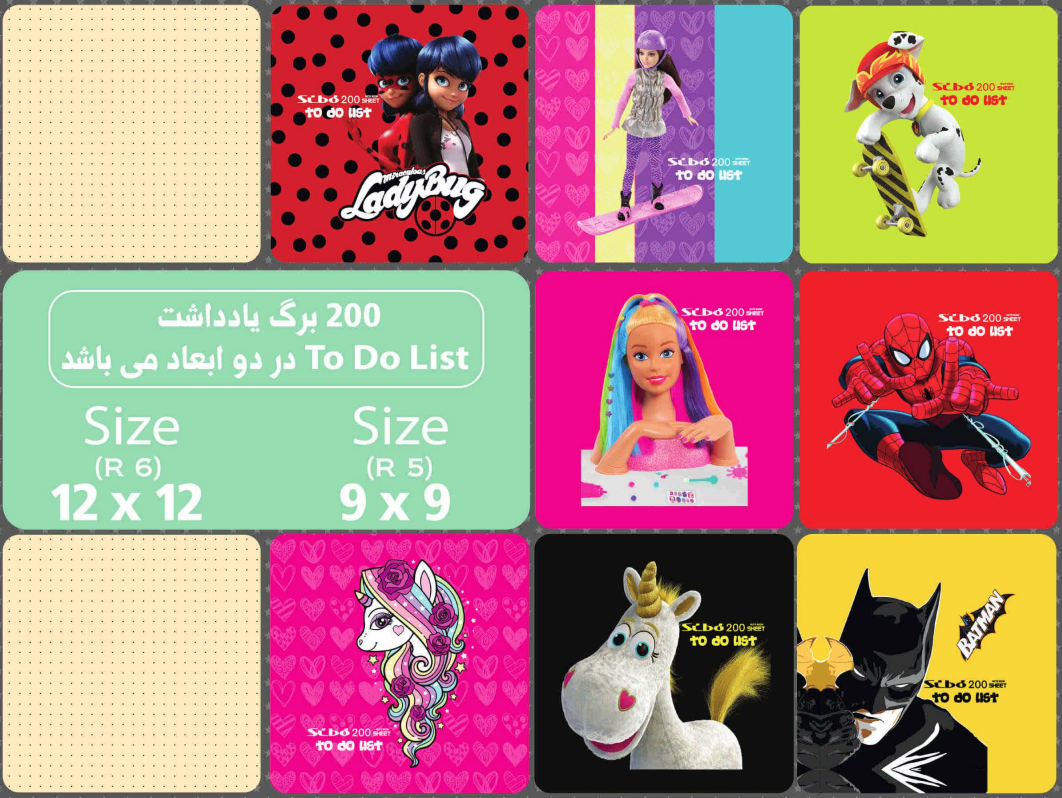 Scbo 200 SHEET
TO DO LIST
Miraculous
LadyBug
Scbo 200 SHEET
TO DO LIST
Scbo 200 SHEET
TO DO LIST
200 برگ یادداشت
To Do List در دو ابعاد می باشد
Size
(R 6)
12 x 12
Size
(R 5)
9 x 9
Scbo 200 SHEET
TO DO LIST
Scbo 200 SHEET
TO DO LIST
Scbo 200 SHEET
TO DO LIST
Scbo 200 SHEET
TO DO LIST
BATMAN
Scbo 200 SHEET
TO DO LIST